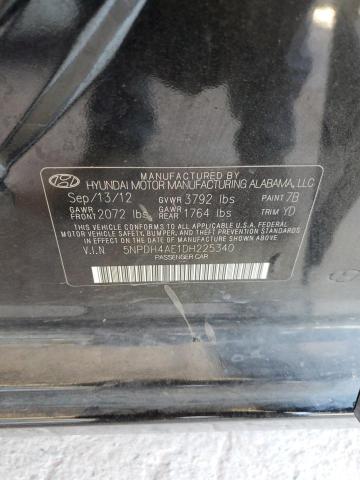 MANUFACTURED BY
HYUNDAI MOTOR MANUFACTURING ALABAMA, LLC
Sep/13/12 GVWR 3792 lbs PAINT 7B
GAWR FRONT 2072 lbs GAWR REAR 1764 lbs TRIM YD
THIS VEHICLE CONFORMS TO ALL APPLICABLE U.S.A. FEDERAL
MOTOR VEHICLE SAFETY, BUMPER, AND THEFT PREVENTION
STANDARDS IN EFFECT ON THE DATE OF MANUFACTURE SHOWN ABOVE.
V.I.N 5NPDH4AE1DH225340
PASSENGER CAR